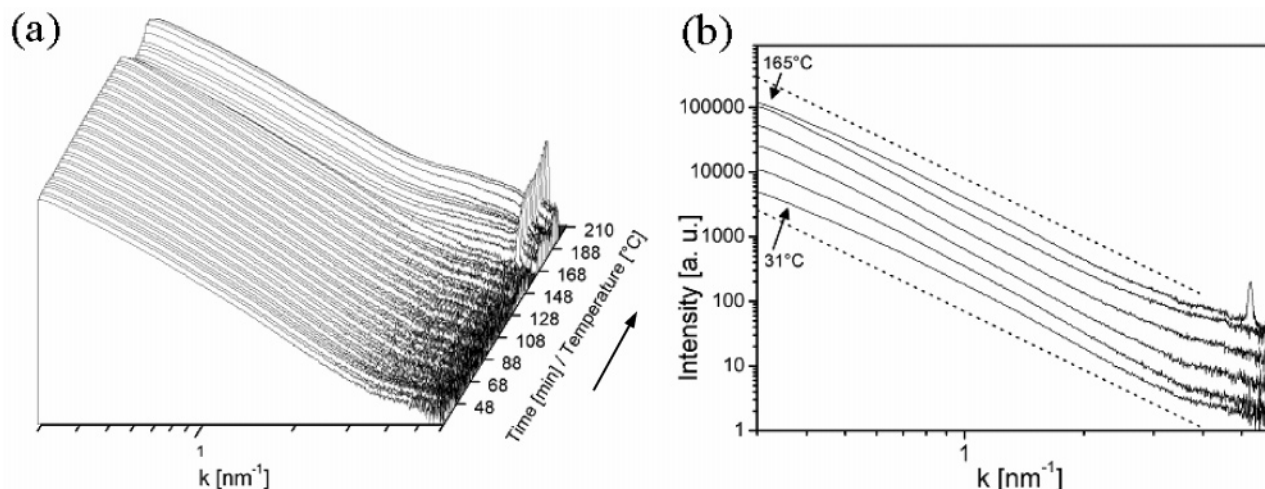 (a)
210
188
168
148
128
108
88
68
48
Time [min] / Temperature [°C]
1
k [nm⁻¹]
(b)
165°C
31°C
100000
10000
1000
100
10
1
Intensity [a. u.]
1
k [nm⁻¹]